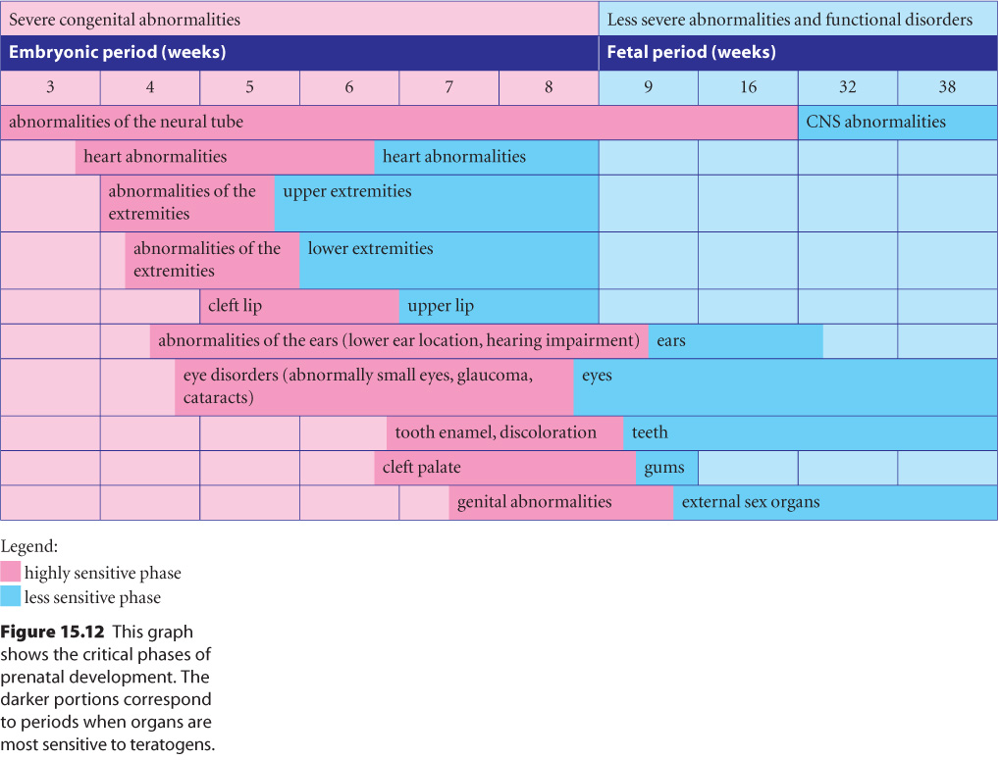 Severe congenital abnormalities
Less severe abnormalities and functional disorders
Embryonic period (weeks)
Fetal period (weeks)
3 4 5 6 7 8 9 16 32 38
abnormalities of the neural tube
CNS abnormalities
heart abnormalities
heart abnormalities
abnormalities of the
extremities
upper extremities
abnormalities of the
extremities
lower extremities
cleft lip
upper lip
abnormalities of the ears (lower ear location, hearing impairment)
ears
eye disorders (abnormally small eyes, glaucoma,
cataracts)
eyes
tooth enamel, discoloration
teeth
cleft palate
gums
genital abnormalities
external sex organs
Legend:
highly sensitive phase
less sensitive phase
Figure 15.12 This graph
shows the critical phases of
prenatal development. The
darker portions correspond
to periods when organs are
most sensitive to teratogens.